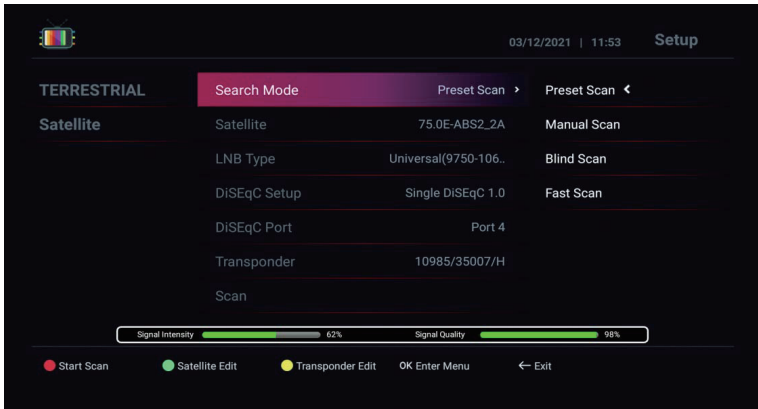 03/12/2021 | 11:53 Setup
TERRESTRIAL
Satellite
Search Mode Preset Scan >
Satellite 75.0E-ABS2_2A
LNB Type Universal(9750-106..
DiSEqC Setup Single DiSEqC 1.0
DiSEqC Port Port 4
Transponder 10985/35007/H
Scan
Preset Scan <
Manual Scan
Blind Scan
Fast Scan
Signal Intensity 62% Signal Quality 98%
Start Scan Satellite Edit Transponder Edit OK Enter Menu ← Exit